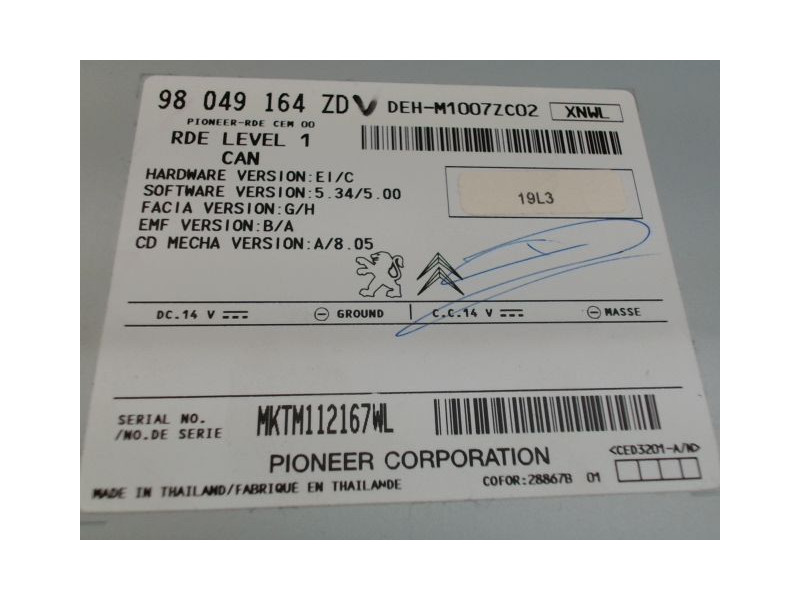 98 049 164 ZD V DEH-M1007ZC02 XNWL
PIONEER-RDE CEM 00
RDE LEVEL 1
CAN
HARDWARE VERSION:EI/C
SOFTWARE VERSION:5.34/5.00
FACIA VERSION:G/H
EMF VERSION:B/A
CD MECHA VERSION:A/8.05
19L3
DC.14 V GROUND C.C.14 V MASSE
SERIAL NO.
/NO.DE SERIE
MKTM112167WL
PIONEER CORPORATION
<CED3201-A/N>
MADE IN THAILAND/FABRIQUE EN THAILANDE
COFOR:28867B 01